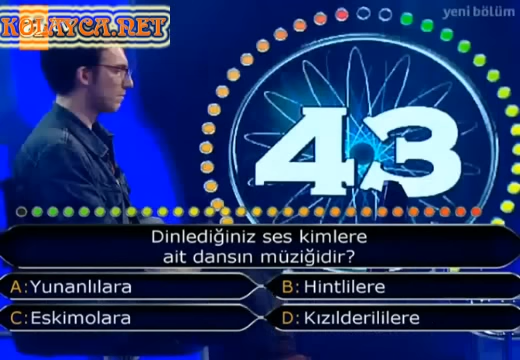 KOLAYCA.NET
yeni bölüm
43
Dinlediğiniz ses kimlere
ait dansın müziğidir?
A: Yunanlılara
B: Hintlilere
C: Eskimolara
D: Kızılderililere